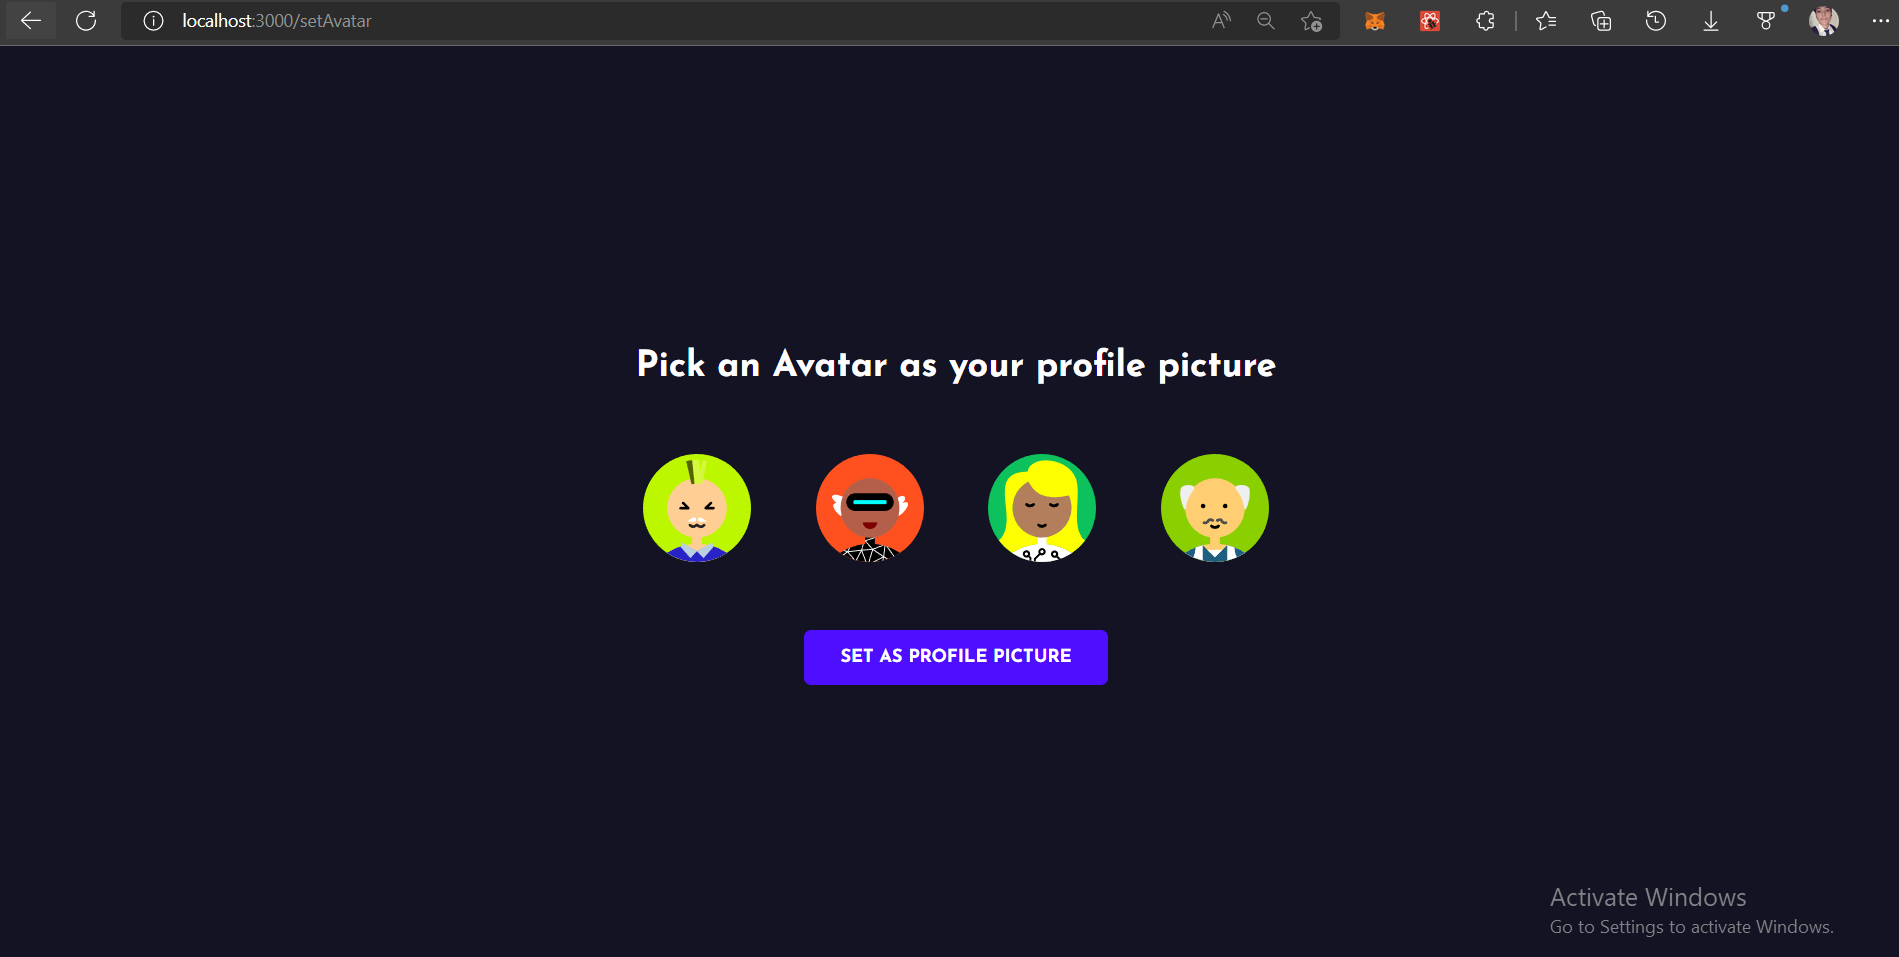 localhost:3000/setAvatar
Pick an Avatar as your profile picture
SET AS PROFILE PICTURE
Activate Windows
Go to Settings to activate Windows.